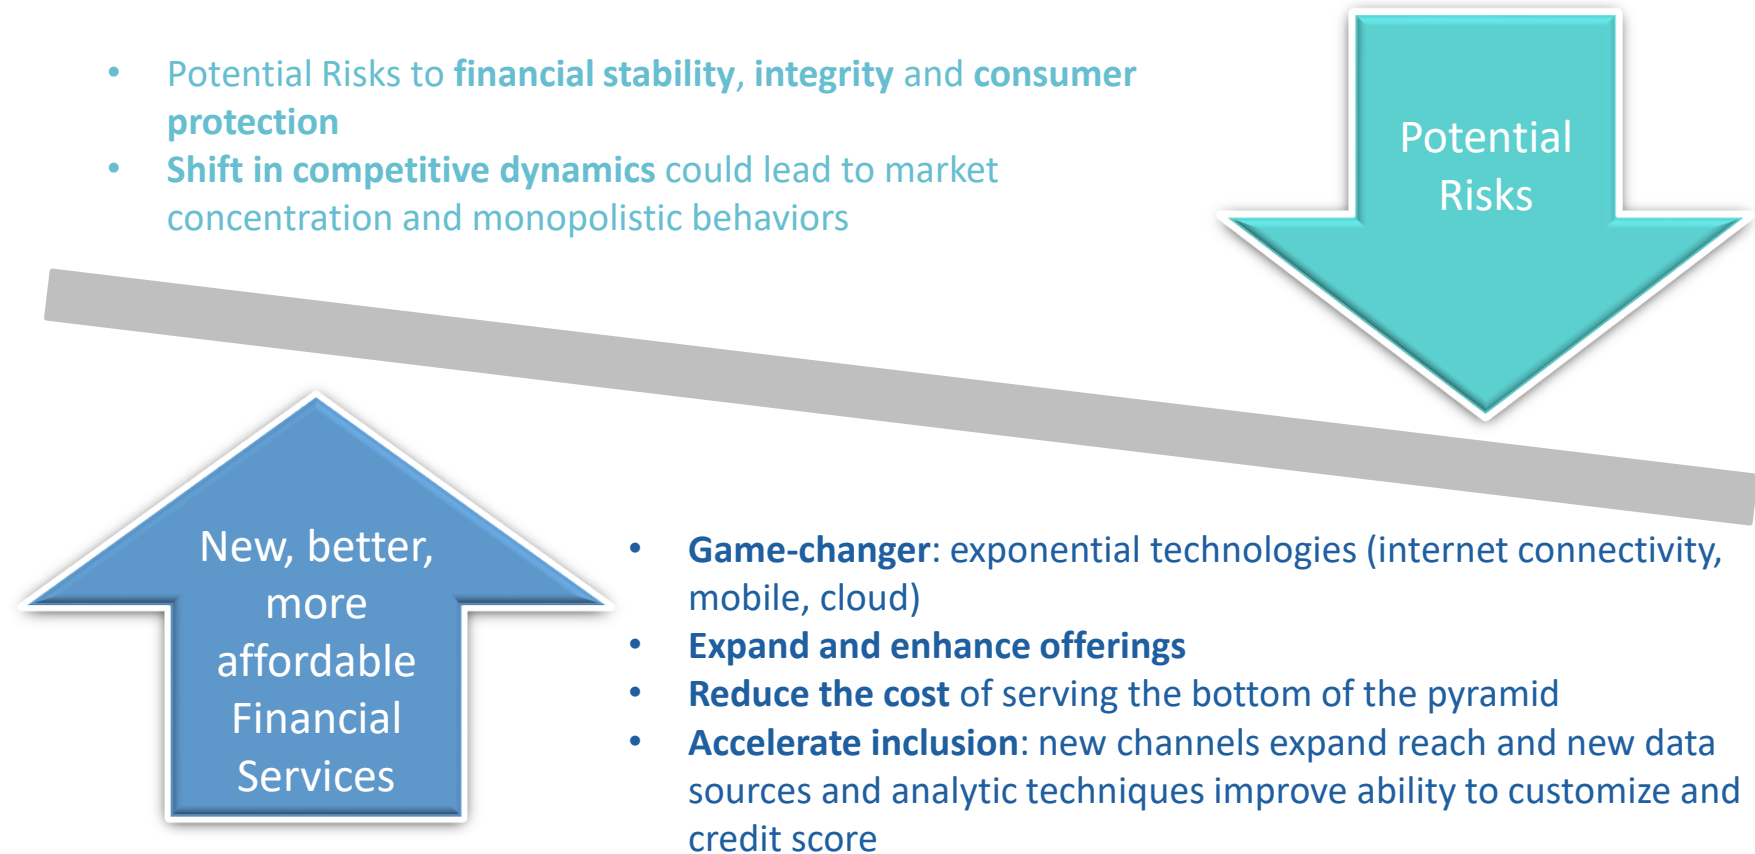 • Potential Risks to financial stability, integrity and consumer
protection
• Shift in competitive dynamics could lead to market
concentration and monopolistic behaviors
Potential
Risks
New, better,
more
affordable
Financial
Services
• Game-changer: exponential technologies (internet connectivity,
mobile, cloud)
• Expand and enhance offerings
• Reduce the cost of serving the bottom of the pyramid
• Accelerate inclusion: new channels expand reach and new data
sources and analytic techniques improve ability to customize and
credit score